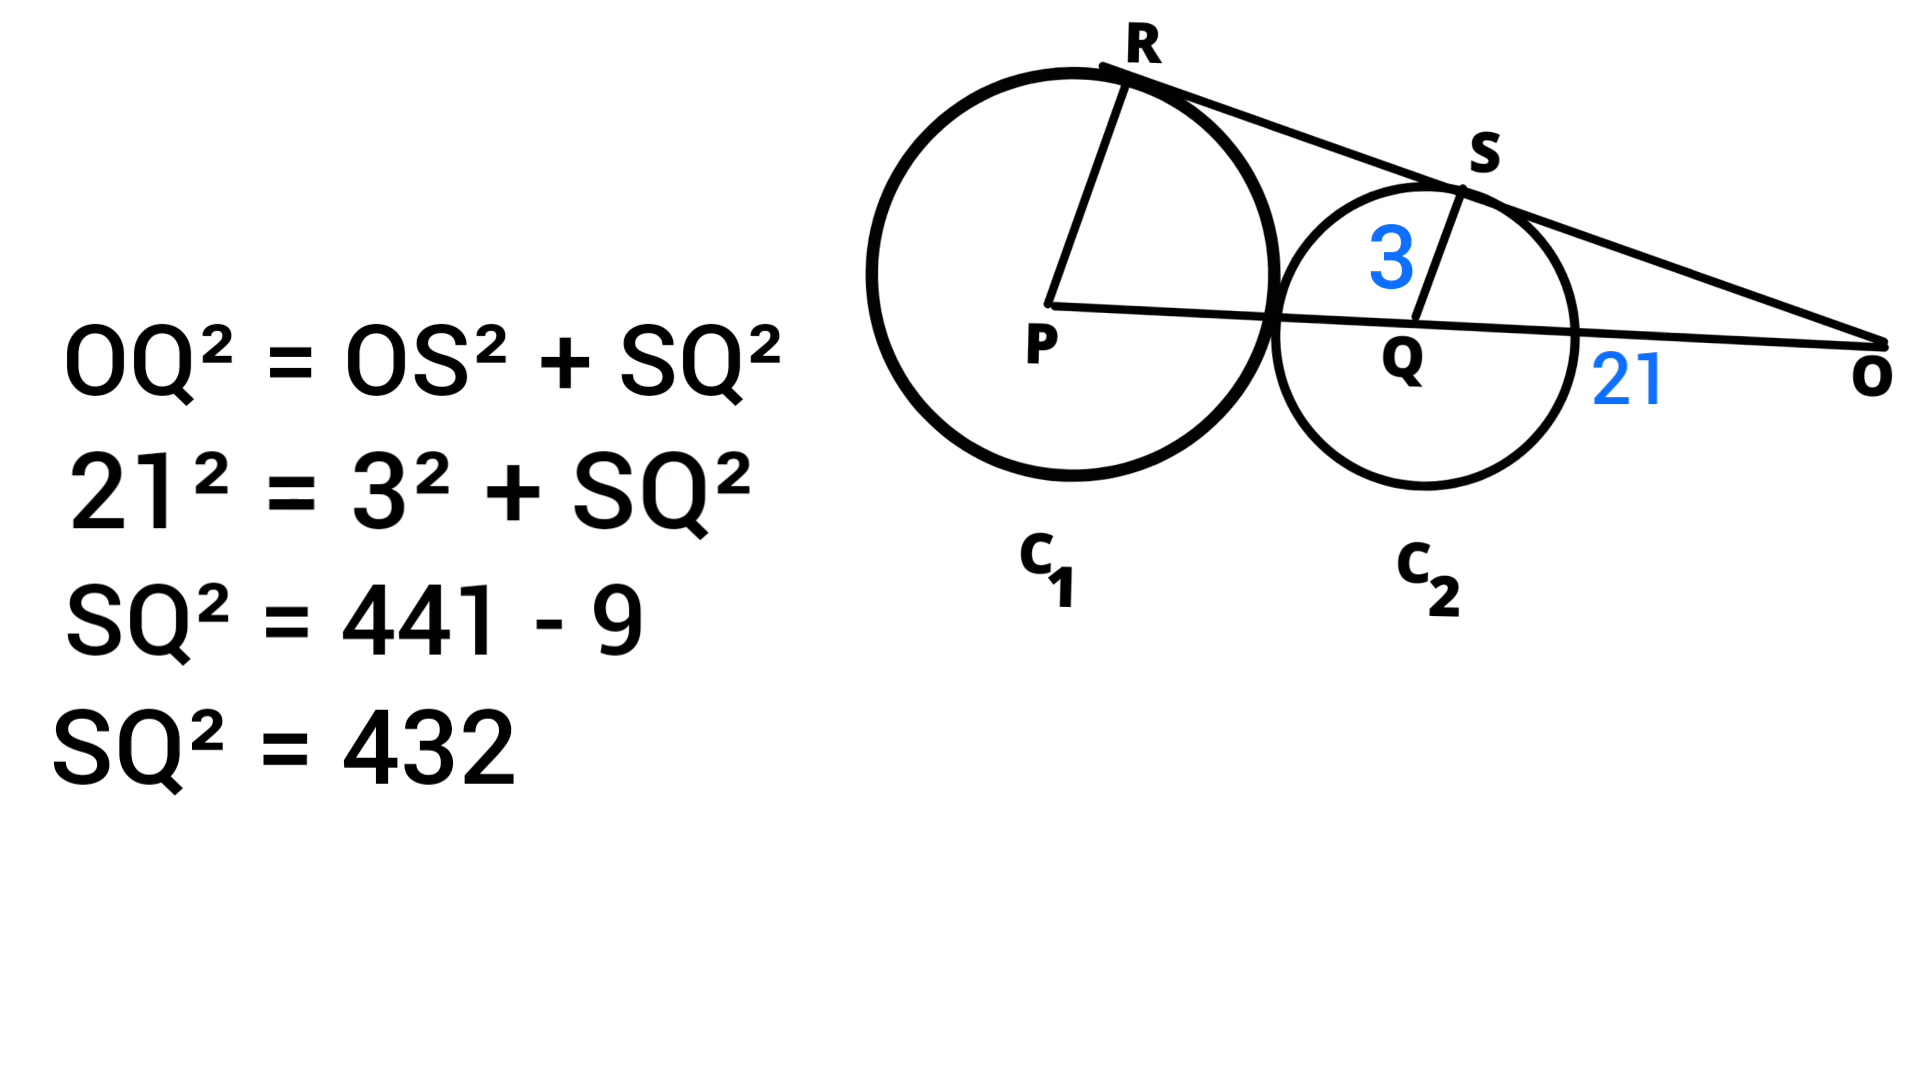 R
S
3
P
Q
O
21
OQ² = OS² + SQ²
21² = 3² + SQ²
SQ² = 441 - 9
SQ² = 432
C₁
C₂